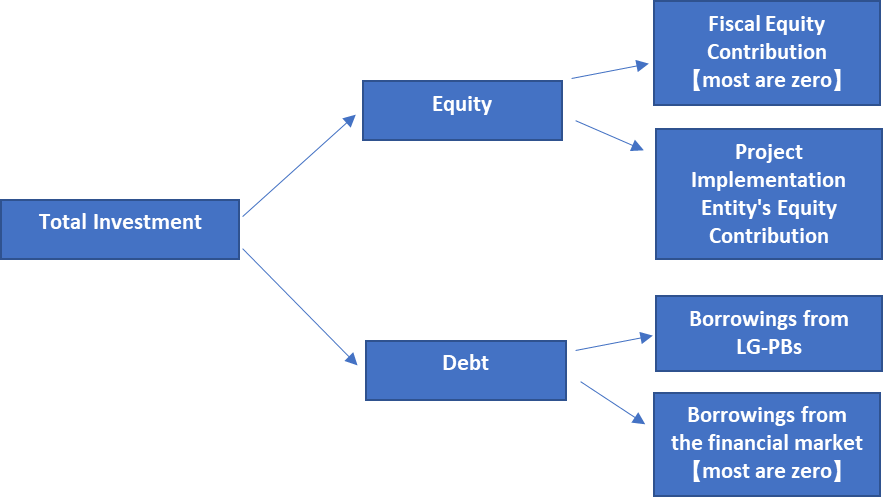 Fiscal Equity
Contribution
【most are zero】
Equity
Project
Implementation
Entity's Equity
Contribution
Total Investment
Borrowings from
LG-PBs
Debt
Borrowings from
the financial market
【most are zero】